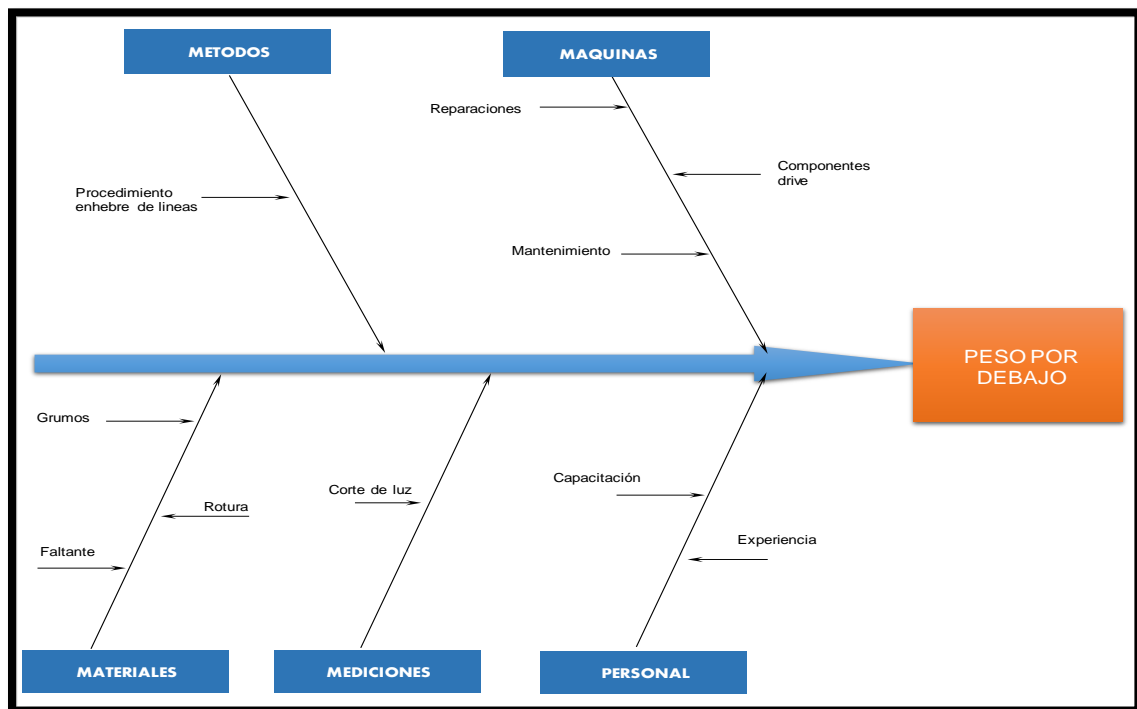 METODOS
MAQUINAS
Reparaciones
Componentes
drive
Procedimiento
enhebre de lineas
Mantenimiento
PESO POR
DEBAJO
Grumos
Rotura
Faltante
Corte de luz
Capacitación
Experiencia
MATERIALES
MEDICIONES
PERSONAL